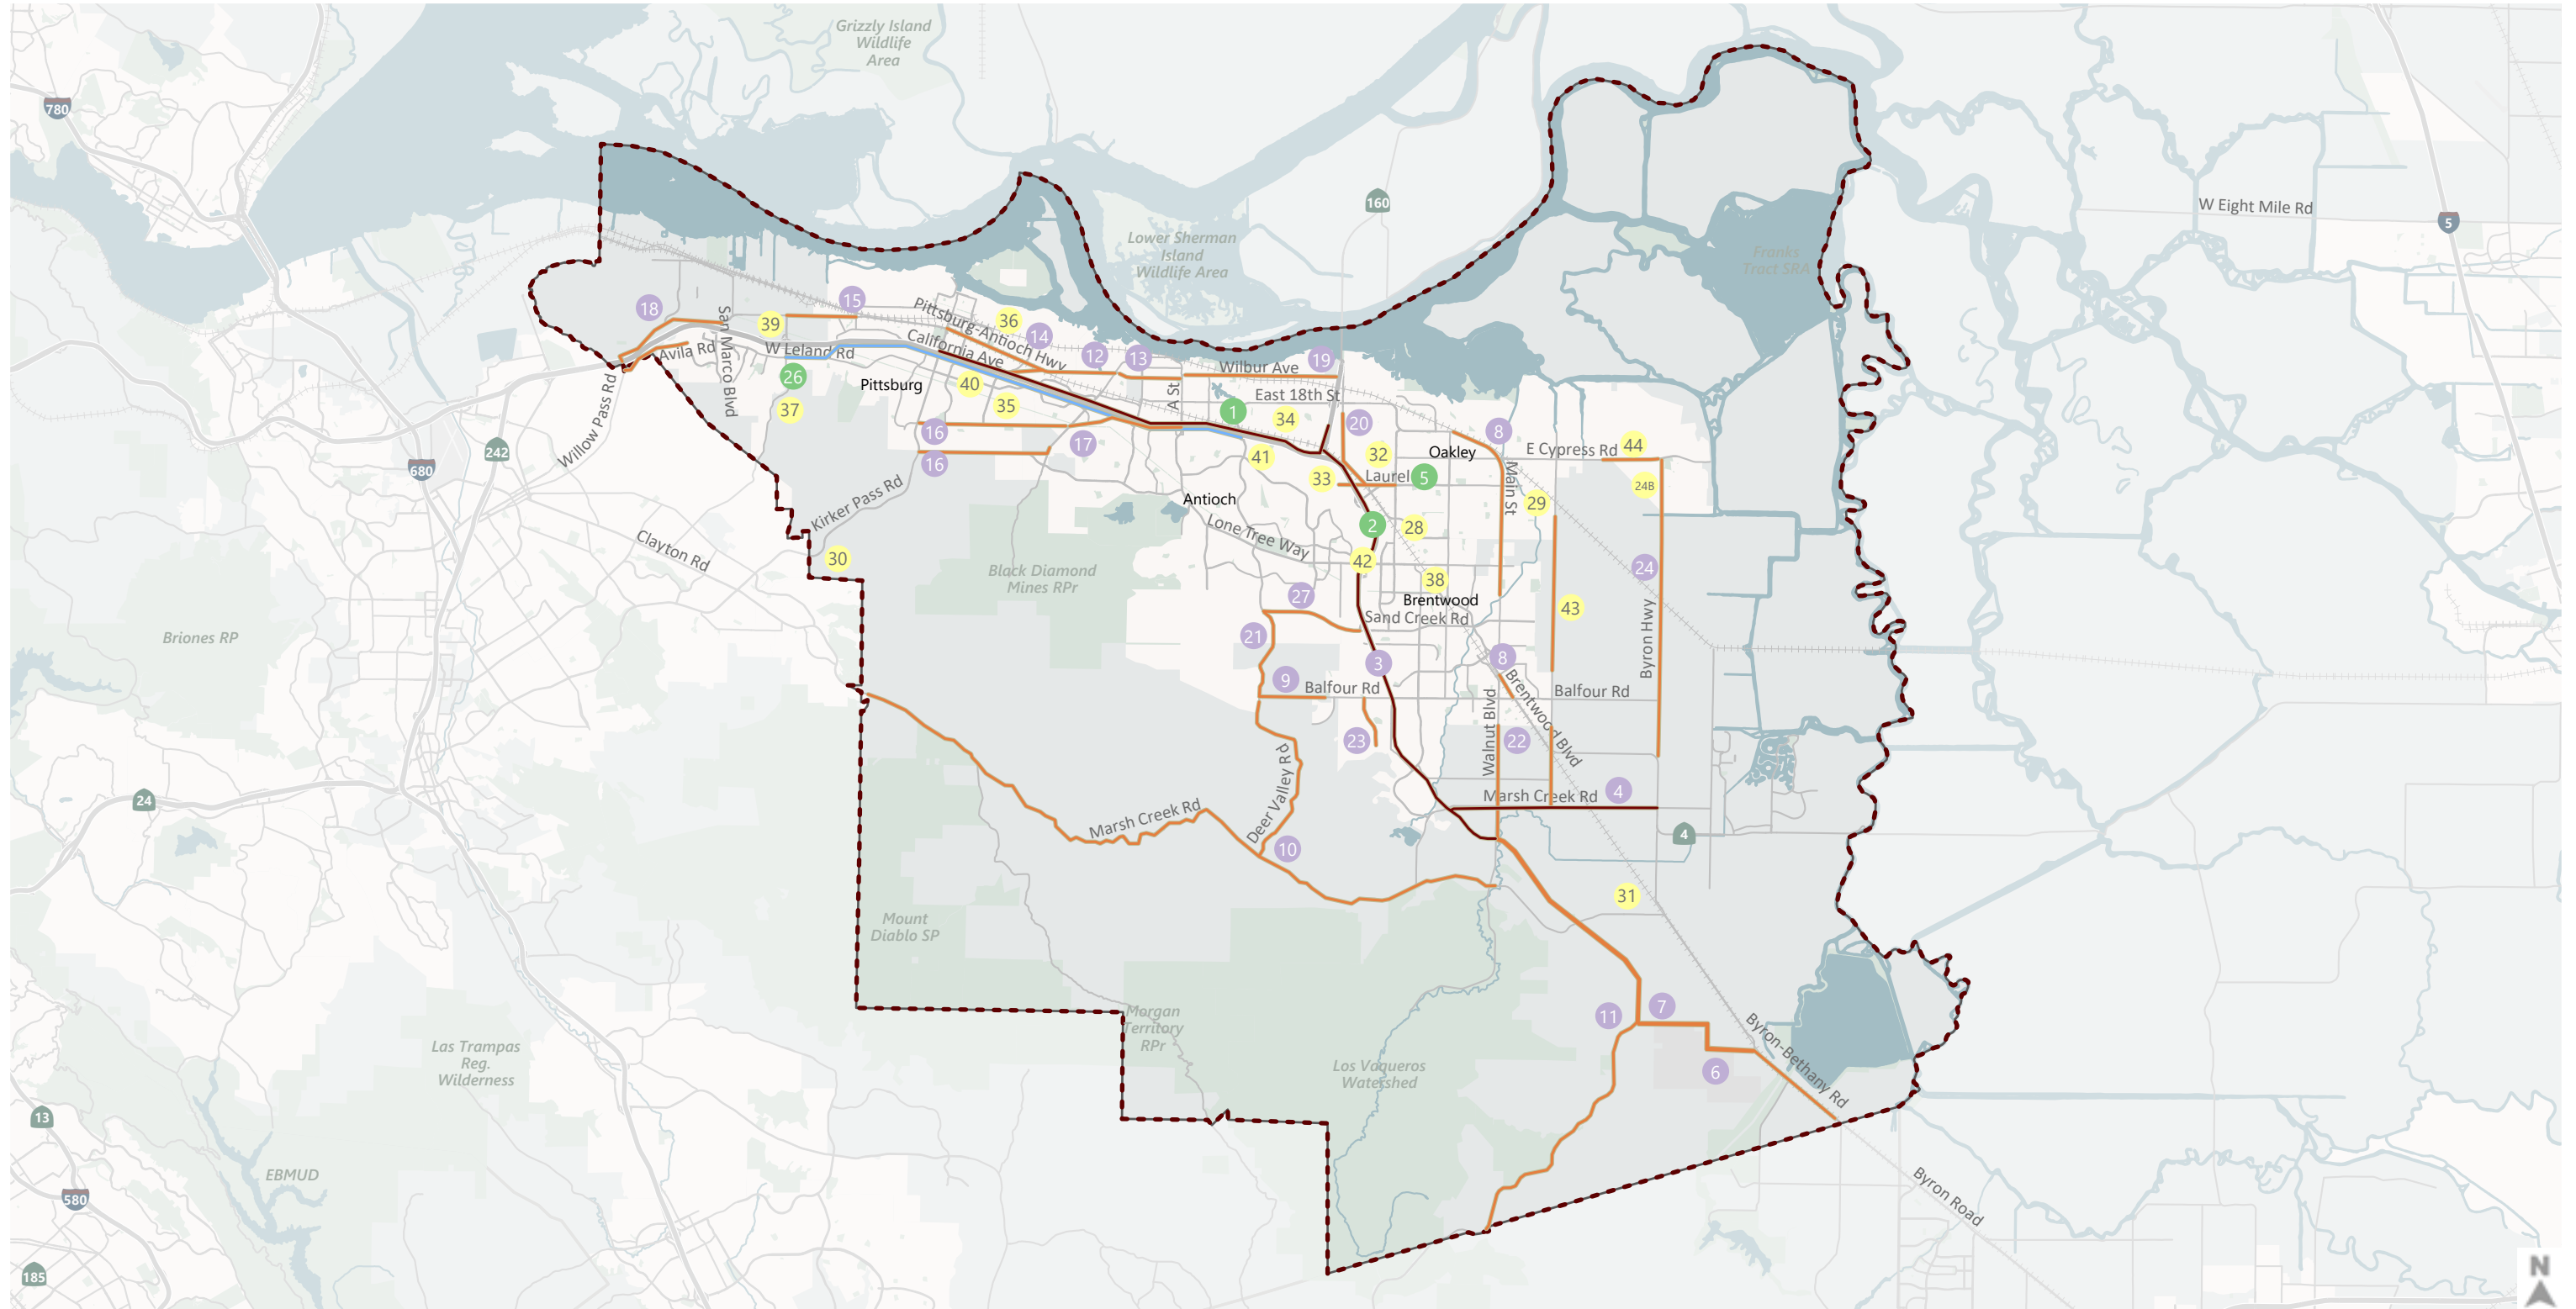 Grizzly Island
Wildlife
Area
780
160
W Eight Mile Rd
5
Lower Sherman
Island
Wildlife Area
Franks
Tract SRA
18
15
39
San Marco Blvd
Pittsburg-Antioch Hwy
36
14
12
13
19
California Ave
W Leland Rd
Avila Rd
Wilbur Ave
26
Pittsburg
40
A St
East 18th St
37
35
1
34
20
Willow Pass Rd
242
680
16
17
16
41
32
33
Oakley
Laurel
5
8
E Cypress Rd
44
24B
Main St
29
Kirker Pass Rd
Antioch
Lone Tree Way
2
28
Clayton Rd
30
42
38
24
Black Diamond
Mines RPr
27
Brentwood
43
Sand Creek Rd
Briones RP
21
3
8
Byron Hwy
9
Balfour Rd
Balfour Rd
Brentwood Blvd
Walnut Blvd
23
22
Deer Valley Rd
24
Marsh Creek Rd
4
Marsh Creek Rd
10
4
31
Mount
Diablo SP
Morgan
Territory
RPr
Las Trampas
Reg.
Wilderness
11
7
6
Byron-Bethany Rd
Los Vaqueros
Watershed
13
EBMUD
580
Byron Road
185
N